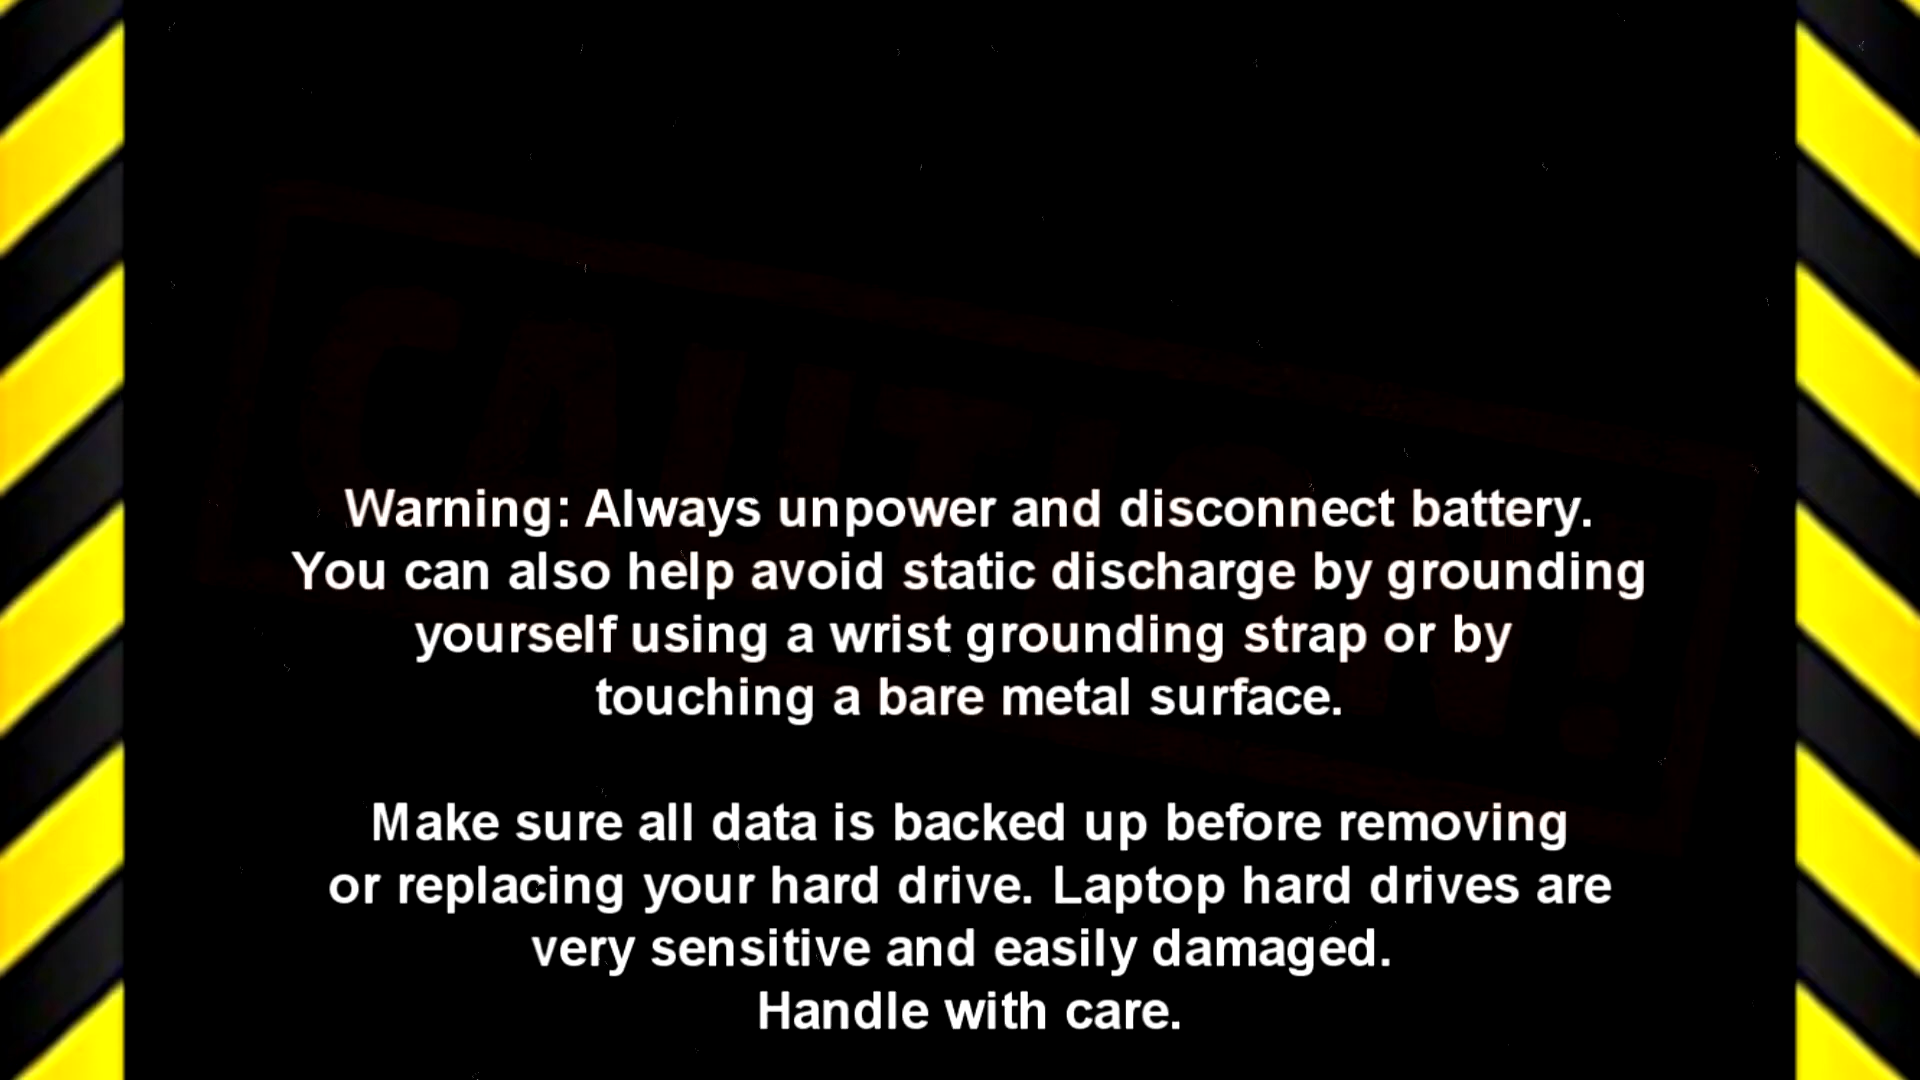 CAUTION!
Warning: Always unpower and disconnect battery.
You can also help avoid static discharge by grounding
yourself using a wrist grounding strap or by
touching a bare metal surface.
Make sure all data is backed up before removing
or replacing your hard drive. Laptop hard drives are
very sensitive and easily damaged.
Handle with care.